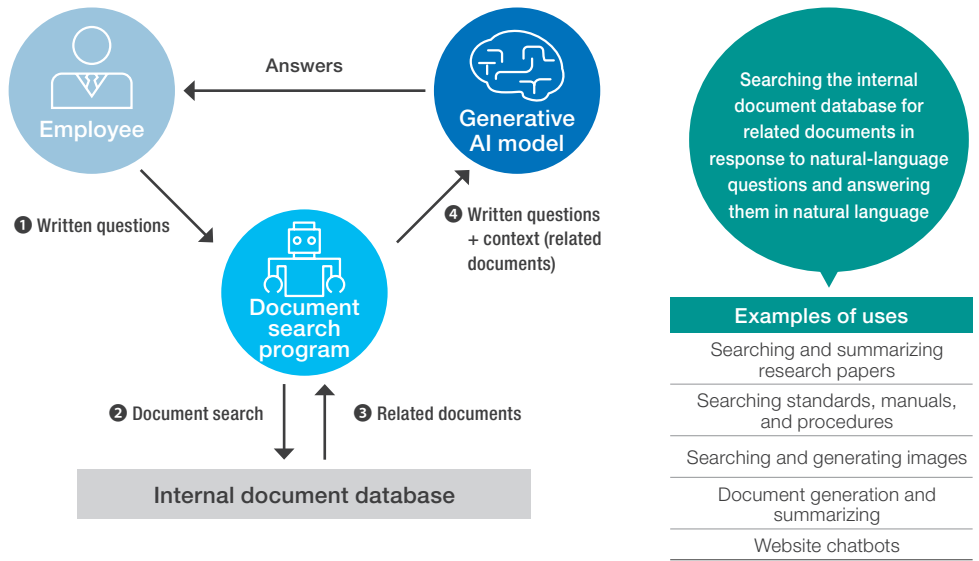 Answers
Employee
Generative
AI model
❶ Written questions
❹ Written questions
+ context (related
documents)
Document
search
program
❷ Document search
❸ Related documents
Internal document database
Searching the internal
document database for
related documents in
response to natural-language
questions and answering
them in natural language
Examples of uses
Searching and summarizing
research papers
Searching standards, manuals,
and procedures
Searching and generating images
Document generation and
summarizing
Website chatbots